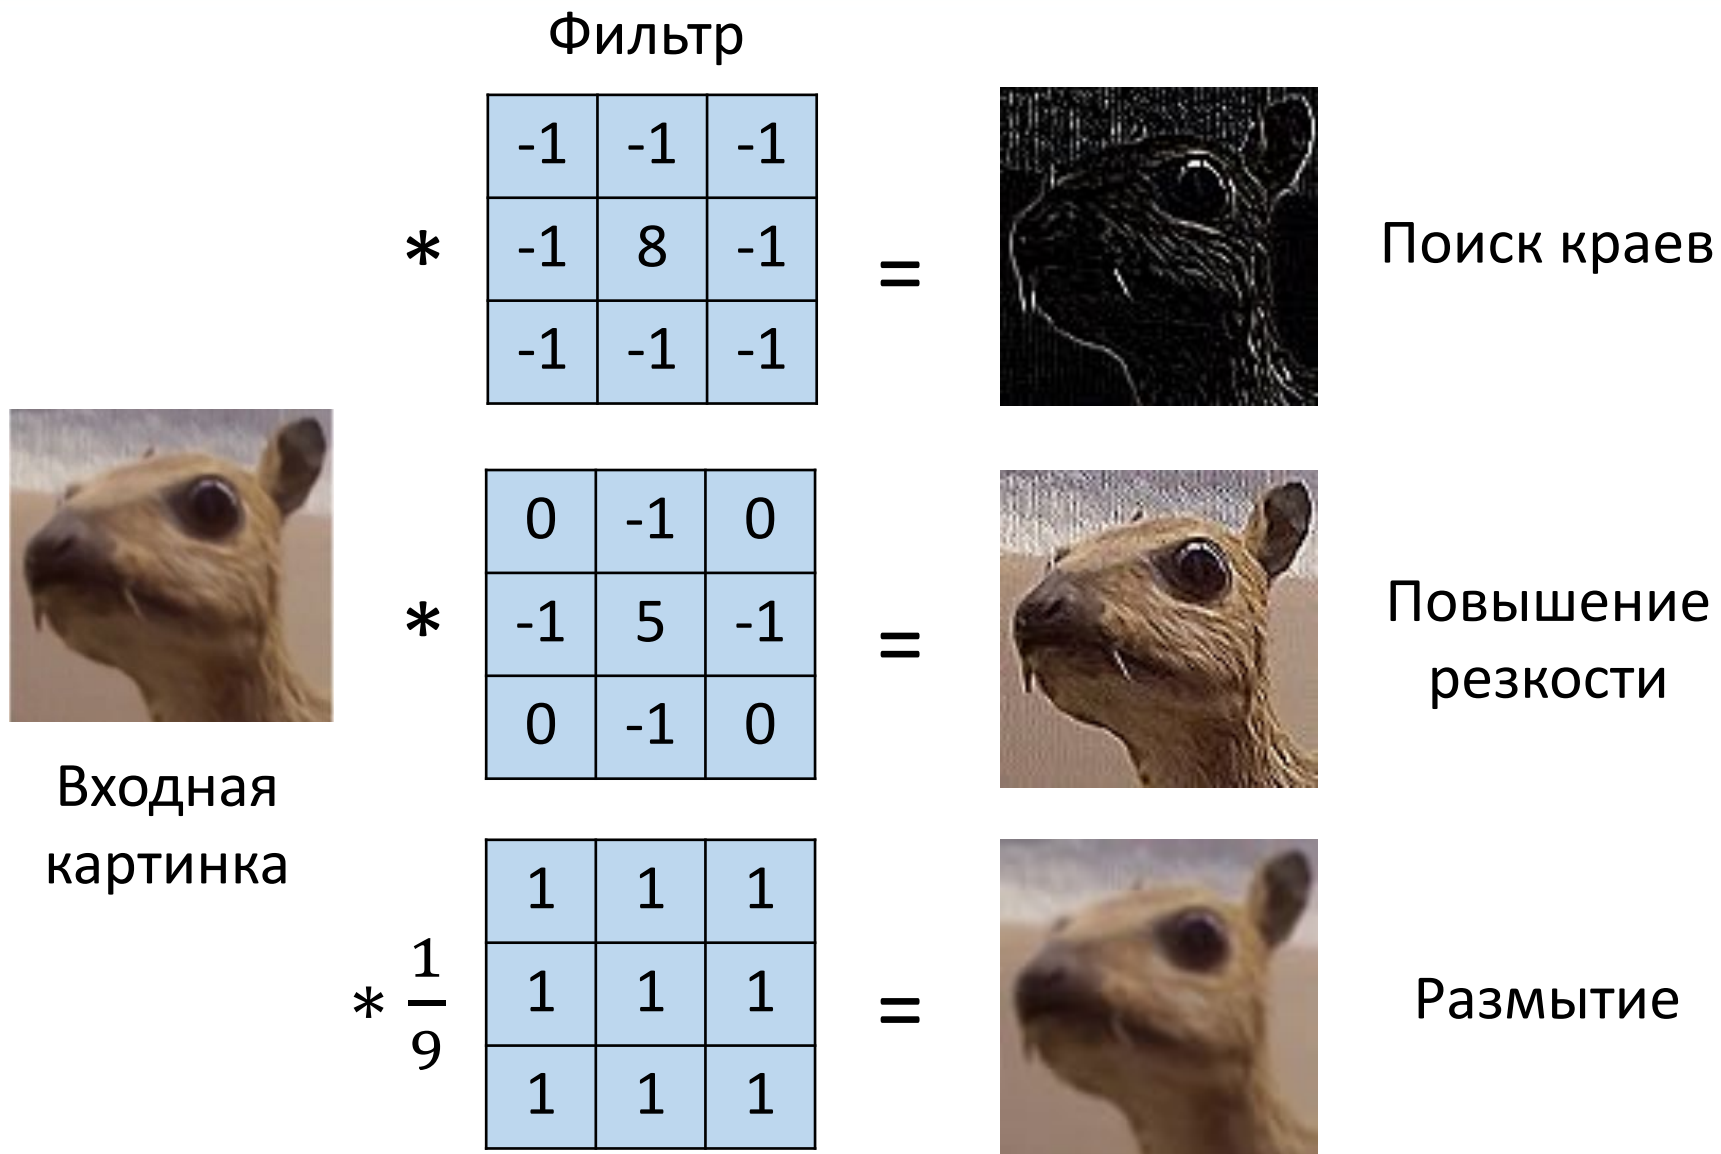 Фильтр
-1 -1 -1
* -1 8 -1 = Поиск краев
-1 -1 -1
0 -1 0
* -1 5 -1 = Повышение
резкости
0 -1 0
Входная
картинка
1 1 1
* 1/9 1 1 1 = Размытие
1 1 1